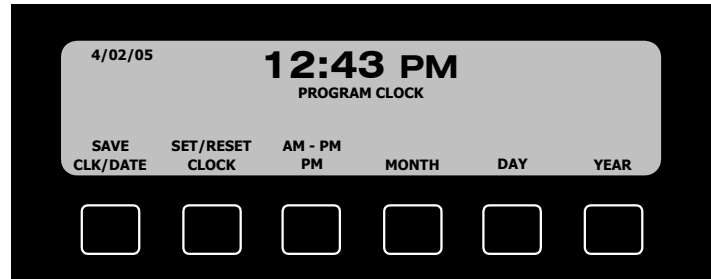 4/02/05
12:43 PM
PROGRAM CLOCK
SAVE CLK/DATE
SET/RESET CLOCK
AM - PM PM
MONTH
DAY
YEAR